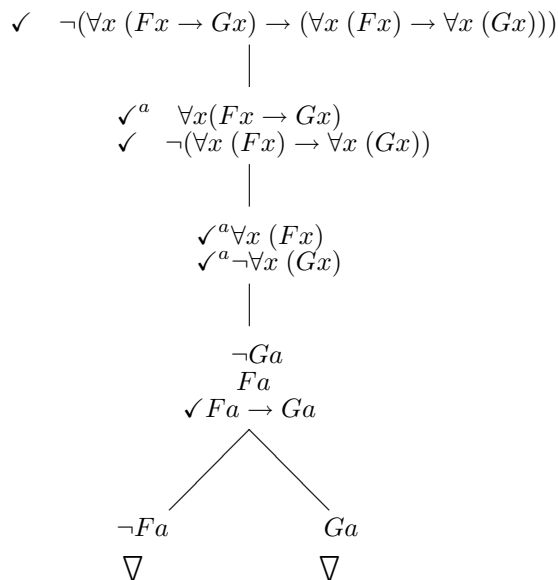 ✓ ¬(∀x (Fx → Gx) → (∀x (Fx) → ∀x (Gx)))
✓ᵃ ∀x(Fx → Gx)
✓ ¬(∀x (Fx) → ∀x (Gx))
✓ᵃ∀x (Fx)
✓ᵃ¬∀x (Gx)
¬Ga
Fa
✓Fa → Ga
¬Fa Ga
∇ ∇